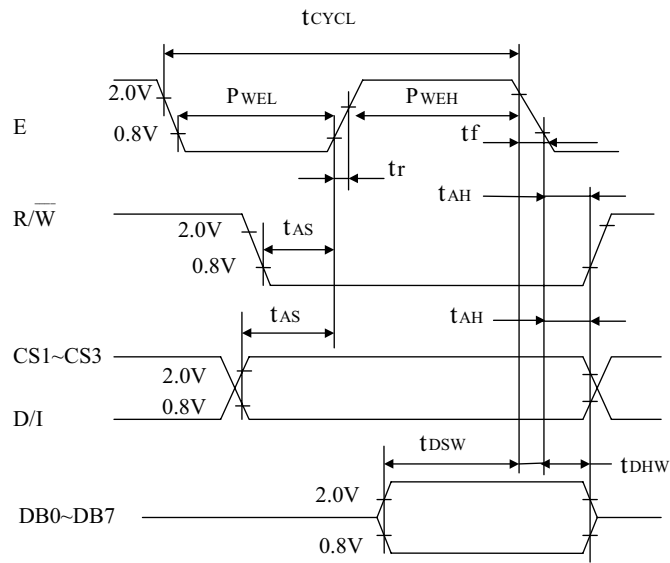 tCYCL
2.0V
PWEL
PWEH
E
0.8V
tf
tr
tAH
R/W̅
2.0V
tAS
0.8V
tAS
tAH
CS1~CS3
2.0V
0.8V
D/I
tDSW
tDHW
2.0V
DB0~DB7
0.8V